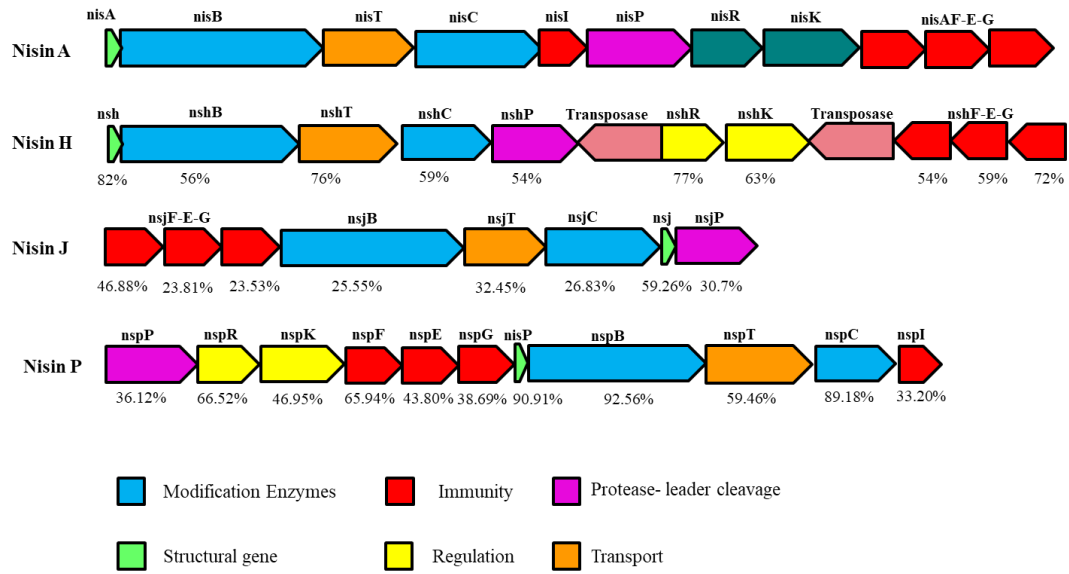 nisA nisB nisT nisC nisI nisP nisR nisK nisAF-E-G
Nisin A
nsh nshB nshT nshC nshP Transposase nshR nshK Transposase nshF-E-G
Nisin H
82% 56% 76% 59% 54% 77% 63% 54% 59% 72%
nsjF-E-G nsjB nsjT nsjC nsj nsjP
Nisin J
46.88% 23.81% 23.53% 25.55% 32.45% 26.83% 59.26% 30.7%
nspP nspR nspK nspF nspE nspG nisP nspB nspT nspC nspI
Nisin P
36.12% 66.52% 46.95% 65.94% 43.80% 38.69% 90.91% 92.56% 59.46% 89.18% 33.20%
Modification Enzymes Immunity Protease- leader cleavage
Structural gene Regulation Transport